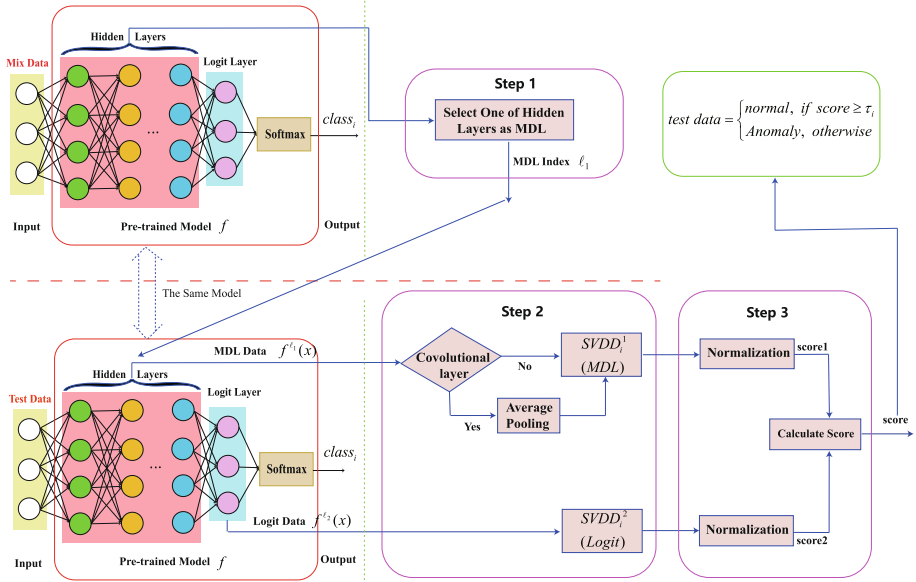 Hidden Layers
Mix Data
Logit Layer
...
Softmax
class_i
Input
Pre-trained Model f
Output
Step 1
Select One of Hidden
Layers as MDL
MDL Index ℓ_1
test data = { normal, if score ≥ τ_i
Anomaly, otherwise
The Same Model
MDL Data f^{ℓ_1}(x)
Hidden Layers
Test Data
Logit Layer
...
Softmax
class_i
Logit Data f^{ℓ_2}(x)
Input
Pre-trained Model f
Output
Step 2
Covolutional
layer
No
Yes
Average
Pooling
SVDD_i^1
(MDL)
SVDD_i^2
(Logit)
Step 3
Normalization
score1
Calculate Score
score
Normalization
score2